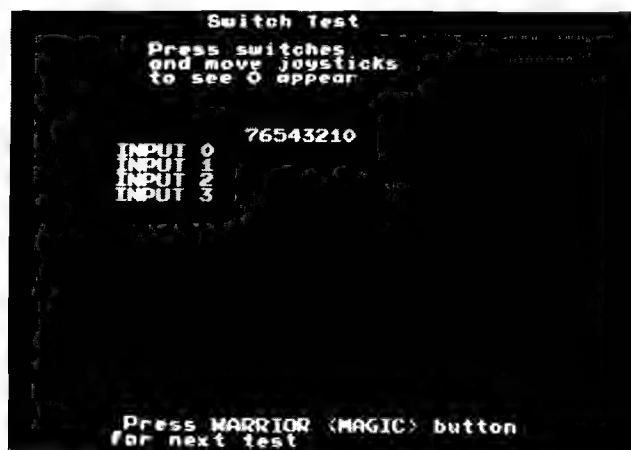 Switch Test
Press switches
and move joysticks
to see 0 appear
76543210
INPUT 0
INPUT 1
INPUT 2
INPUT 3
Press WARRIOR <MAGIC> button
for next test